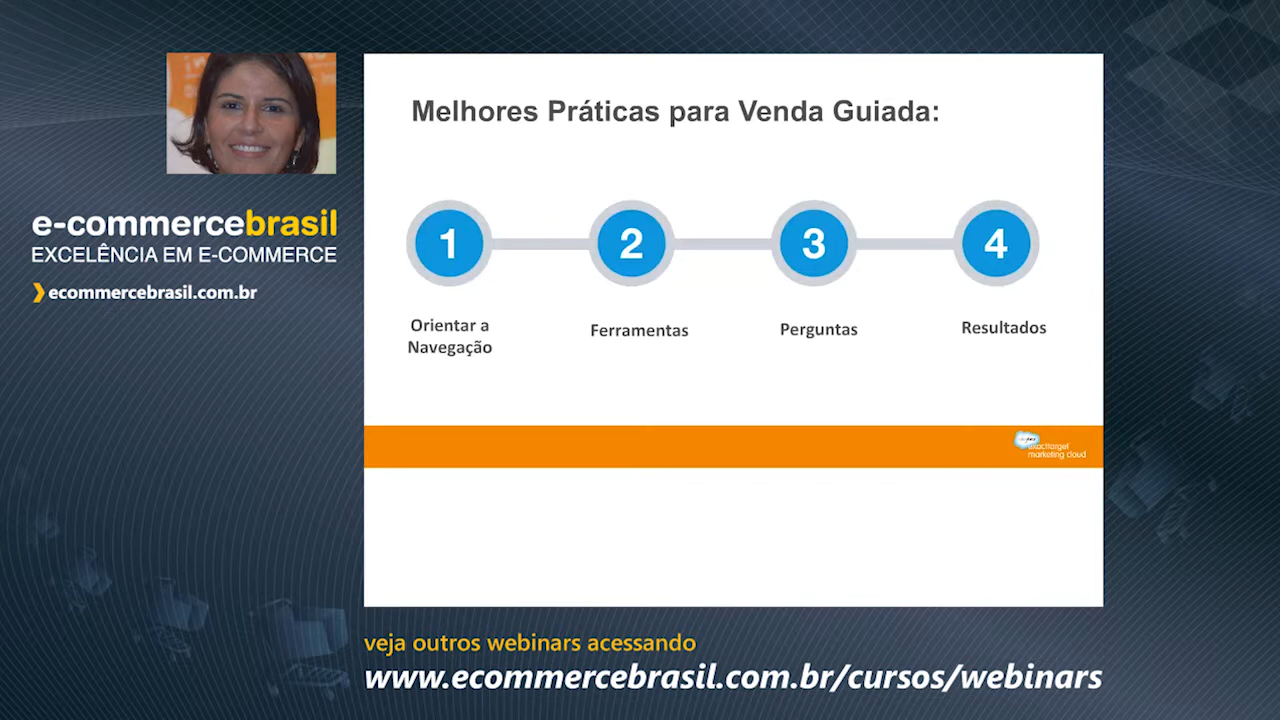 Melhores Práticas para Venda Guiada:
1
2
3
4
Orientar a
Navegação
Ferramentas
Perguntas
Resultados
exacttarget
marketing cloud
e-commercebrasil
EXCELÊNCIA EM E-COMMERCE
ecommercebrasil.com.br
veja outros webinars acessando
www.ecommercebrasil.com.br/cursos/webinars